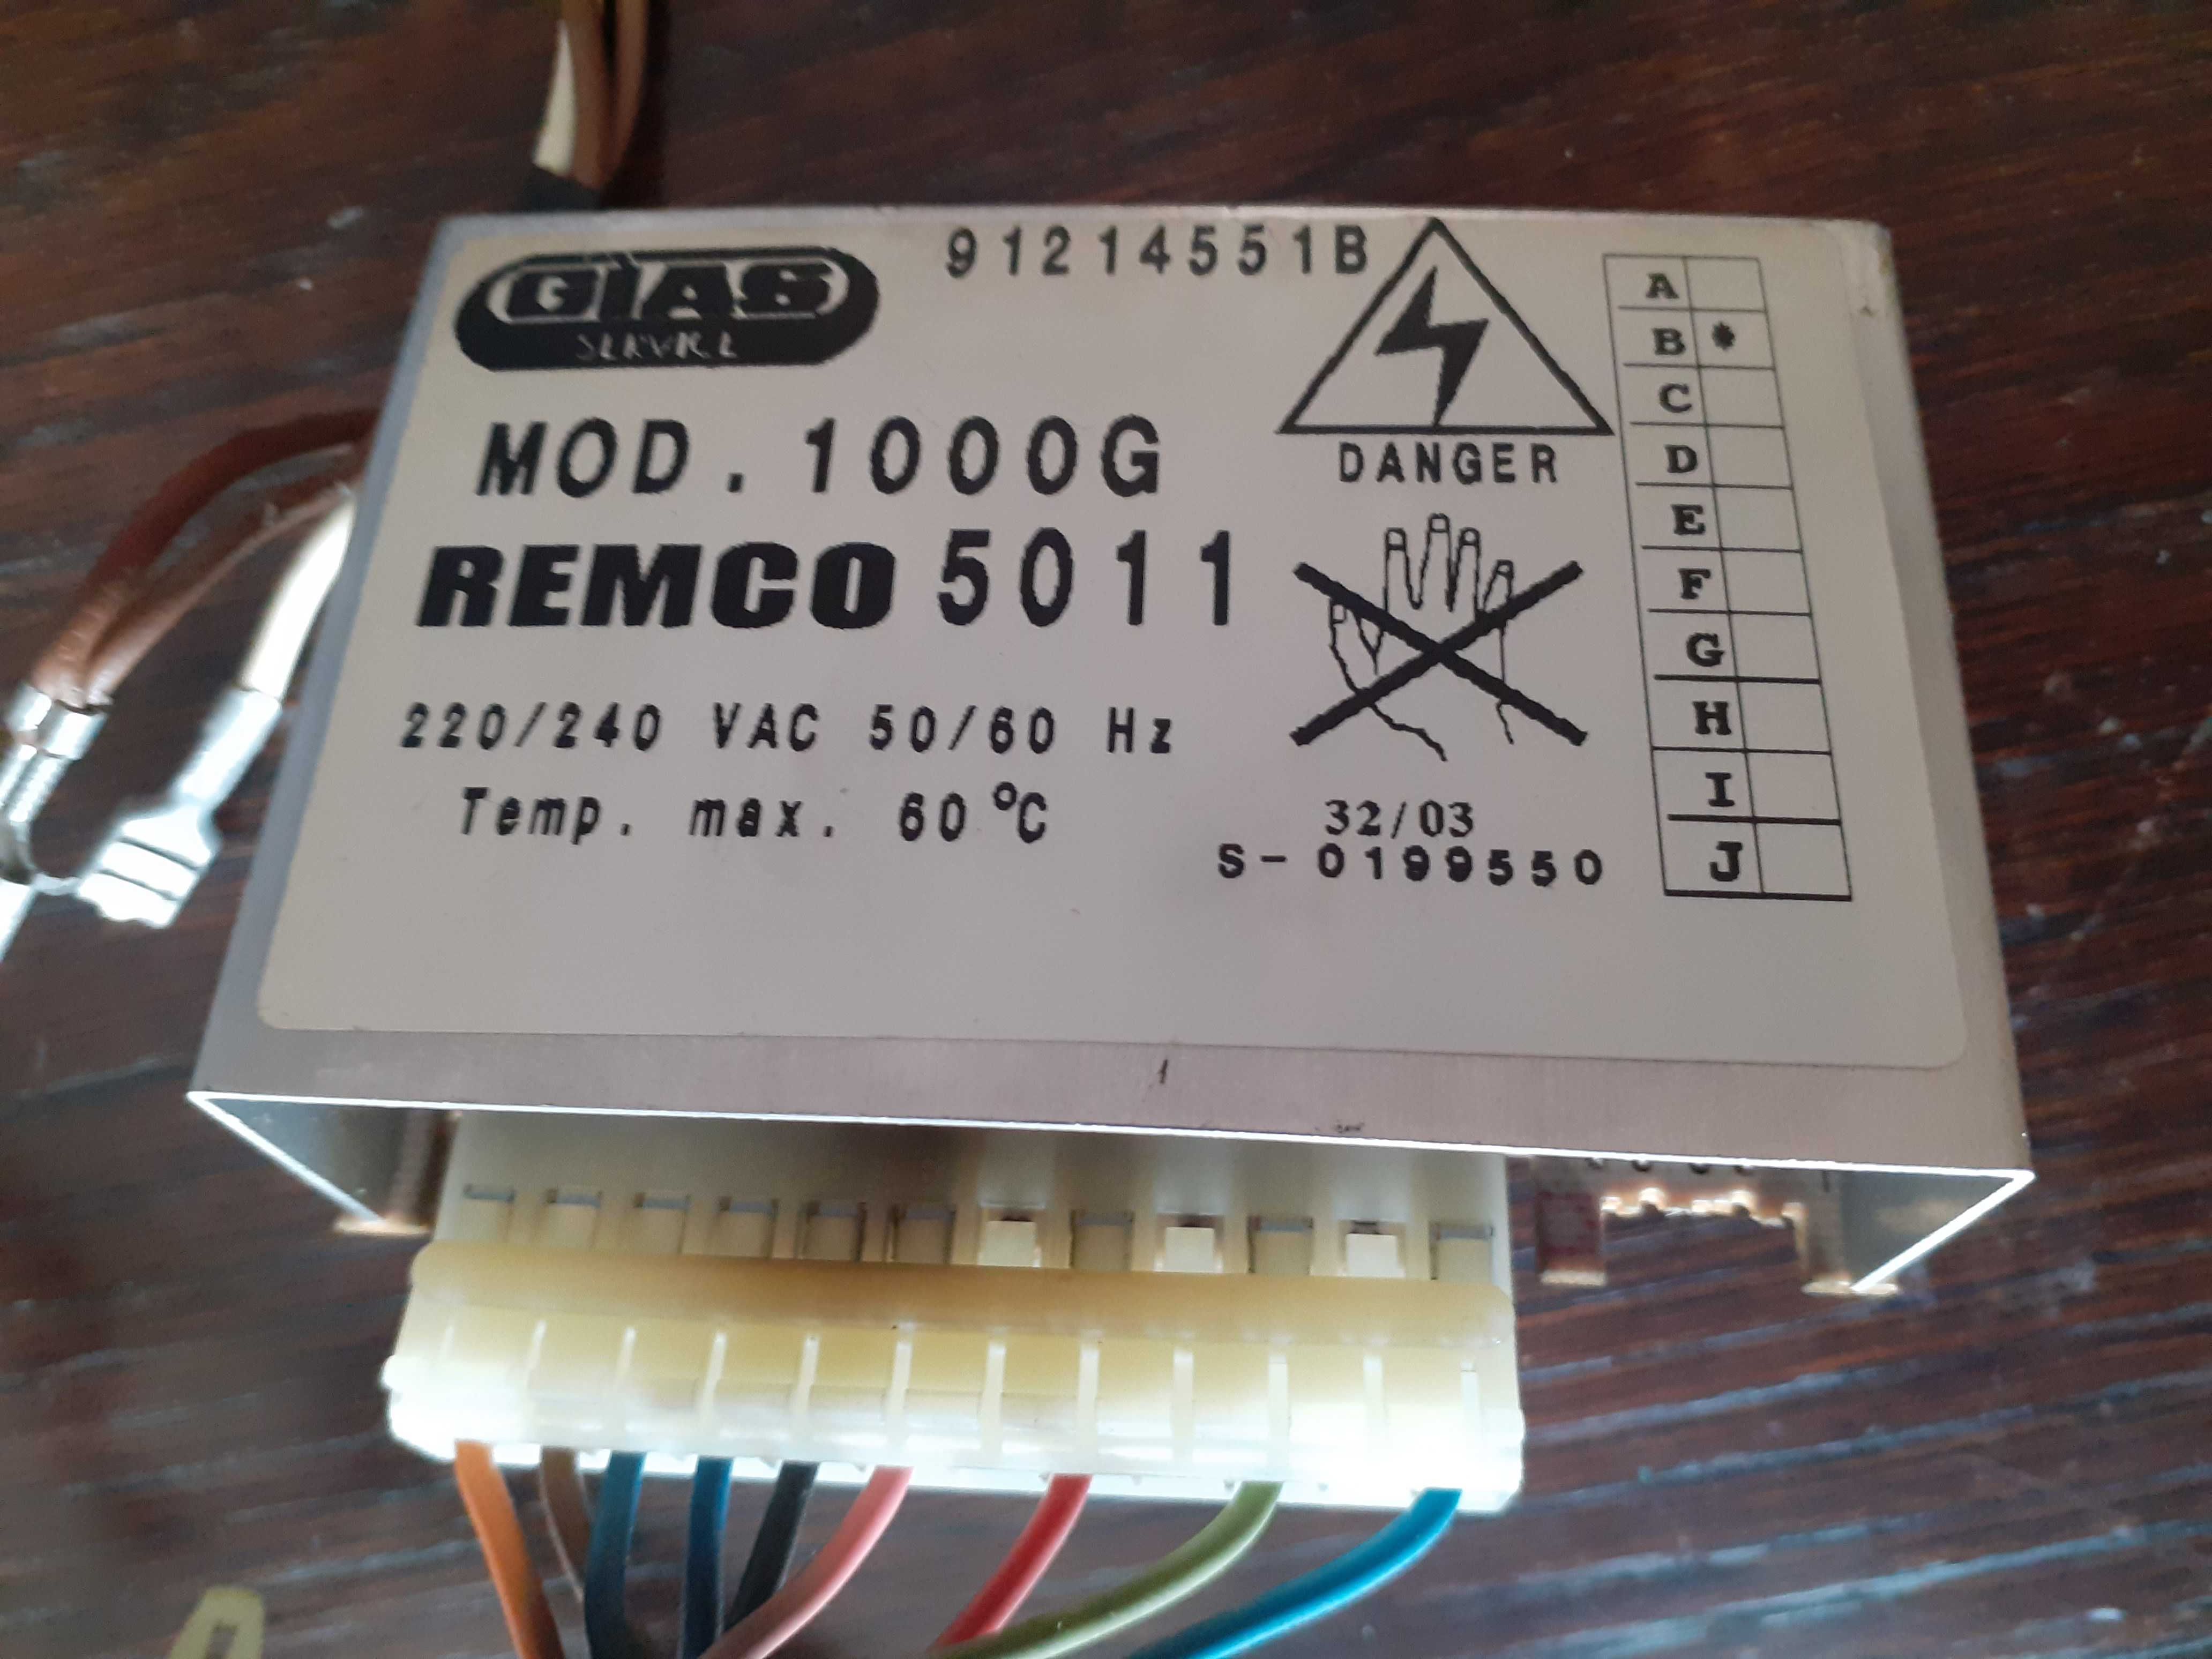 GIAS
SERVICE
91214551B
MOD. 1000G
REMCO 5011
220/240 VAC 50/60 Hz
Temp. max. 60 °C
DANGER
32/03
S- 0199550
A
B *
C
D
E
F
G
H
I
J